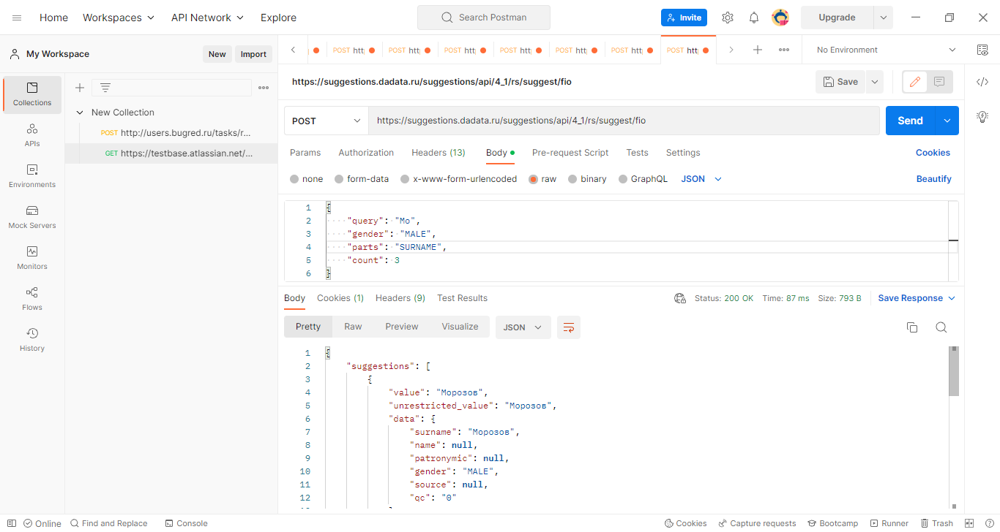 Home Workspaces API Network Explore Search Postman Invite Upgrade
My Workspace New Import
POST htt POST htt POST htt POST htt POST htt POST htt POST htt No Environment
https://suggestions.dadata.ru/suggestions/api/4_1/rs/suggest/fio Save
Collections
APIs
Environments
Mock Servers
Monitors
Flows
History
New Collection
POST http://users.bugred.ru/tasks/r...
GET https://testbase.atlassian.net/...
POST https://suggestions.dadata.ru/suggestions/api/4_1/rs/suggest/fio Send
Params Authorization Headers (13) Body Pre-request Script Tests Settings Cookies
none form-data x-www-form-urlencoded raw binary GraphQL JSON Beautify
1 {
2 "query": "Мо",
3 "gender": "MALE",
4 "parts": "SURNAME",
5 "count": 3
6 }
Body Cookies (1) Headers (9) Test Results Status: 200 OK Time: 87 ms Size: 793 B Save Response
Pretty Raw Preview Visualize JSON
1 {
2 "suggestions": [
3 {
4 "value": "Морозов",
5 "unrestricted_value": "Морозов",
6 "data": {
7 "surname": "Морозов",
8 "name": null,
9 "patronymic": null,
10 "gender": "MALE",
11 "source": null,
12 "qc": "0"
Online Find and Replace Console Cookies Capture requests Bootcamp Runner Trash